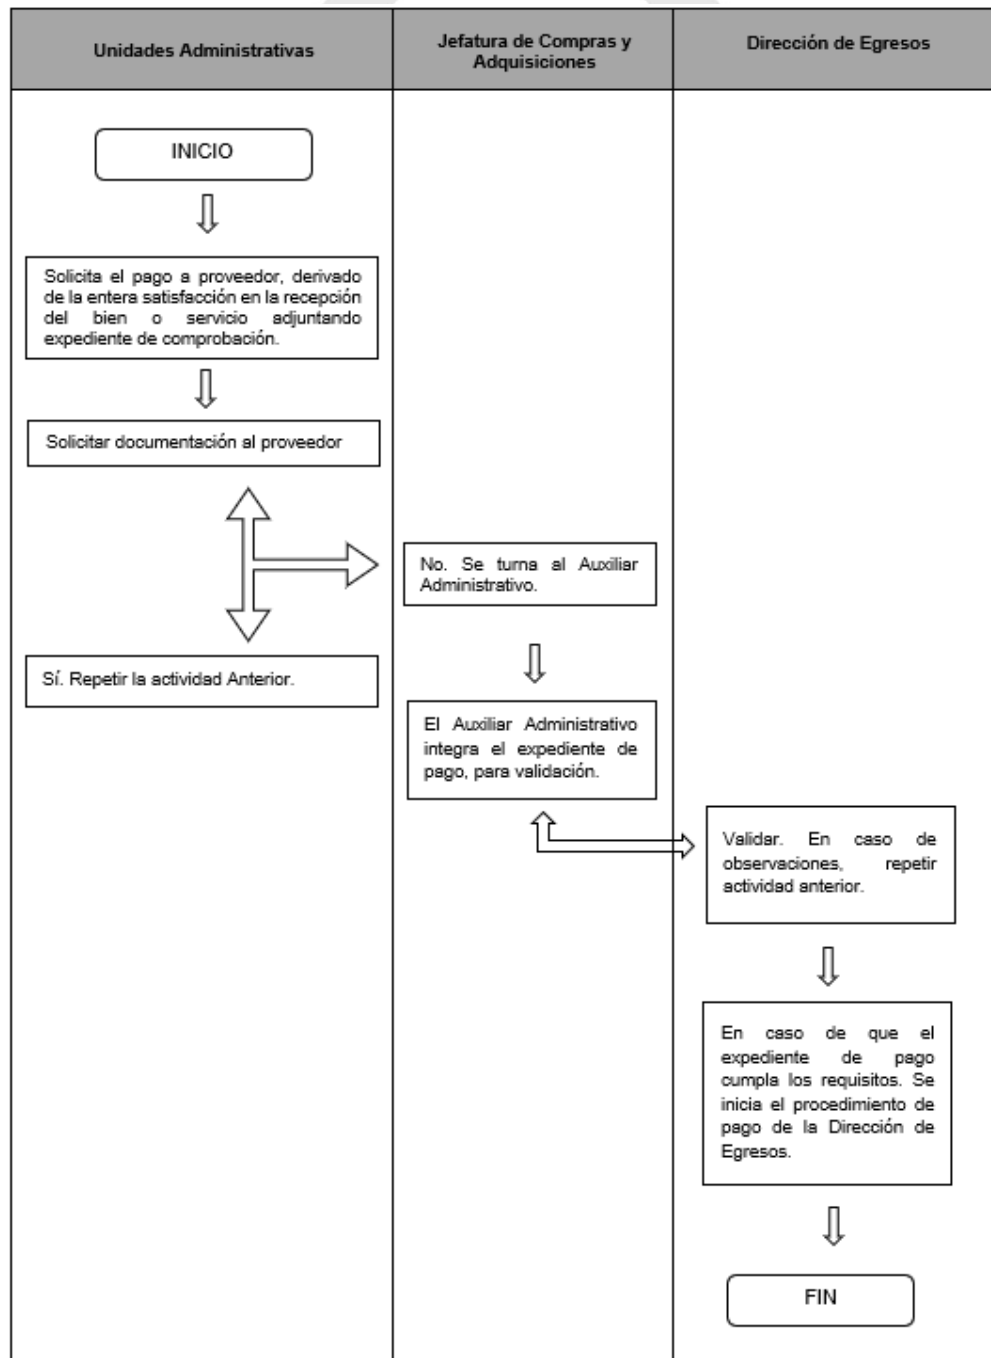 Unidades Administrativas
Jefatura de Compras y
Adquisiciones
Dirección de Egresos
INICIO
Solicita el pago a proveedor, derivado
de la entera satisfacción en la recepción
del bien o servicio adjuntando
expediente de comprobación.
Solicitar documentación al proveedor
No. Se turna al Auxiliar
Administrativo.
Sí. Repetir la actividad Anterior.
El Auxiliar Administrativo
integra el expediente de
pago, para validación.
Validar. En caso de
observaciones, repetir
actividad anterior.
En caso de que el
expediente de pago
cumpla los requisitos. Se
inicia el procedimiento de
pago de la Dirección de
Egresos.
FIN